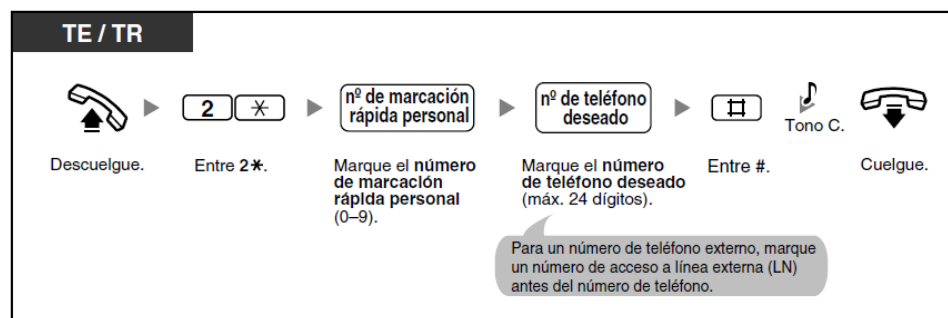 TE / TR
2 ✳
nº de marcación
rápida personal
nº de teléfono
deseado
#
Tono C.
Descuelgue.
Entre 2✳.
Marque el número
de marcación
rápida personal
(0–9).
Marque el número
de teléfono deseado
(máx. 24 dígitos).
Entre #.
Cuelgue.
Para un número de teléfono externo, marque
un número de acceso a línea externa (LN)
antes del número de teléfono.